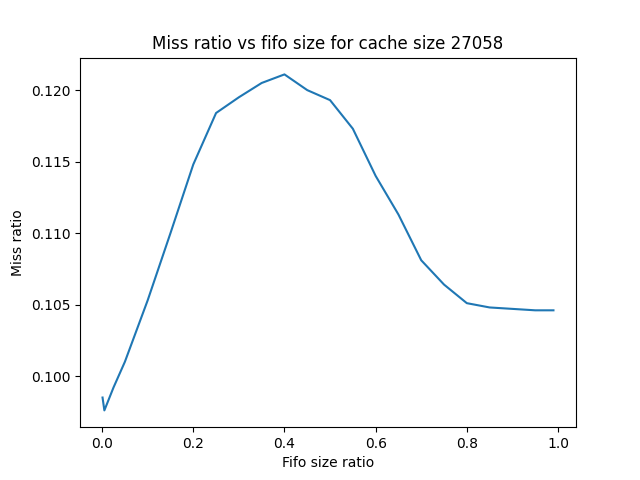 Miss ratio vs fifo size for cache size 27058
0.120
0.115
0.110
0.105
0.100
Miss ratio
0.0 0.2 0.4 0.6 0.8 1.0
Fifo size ratio